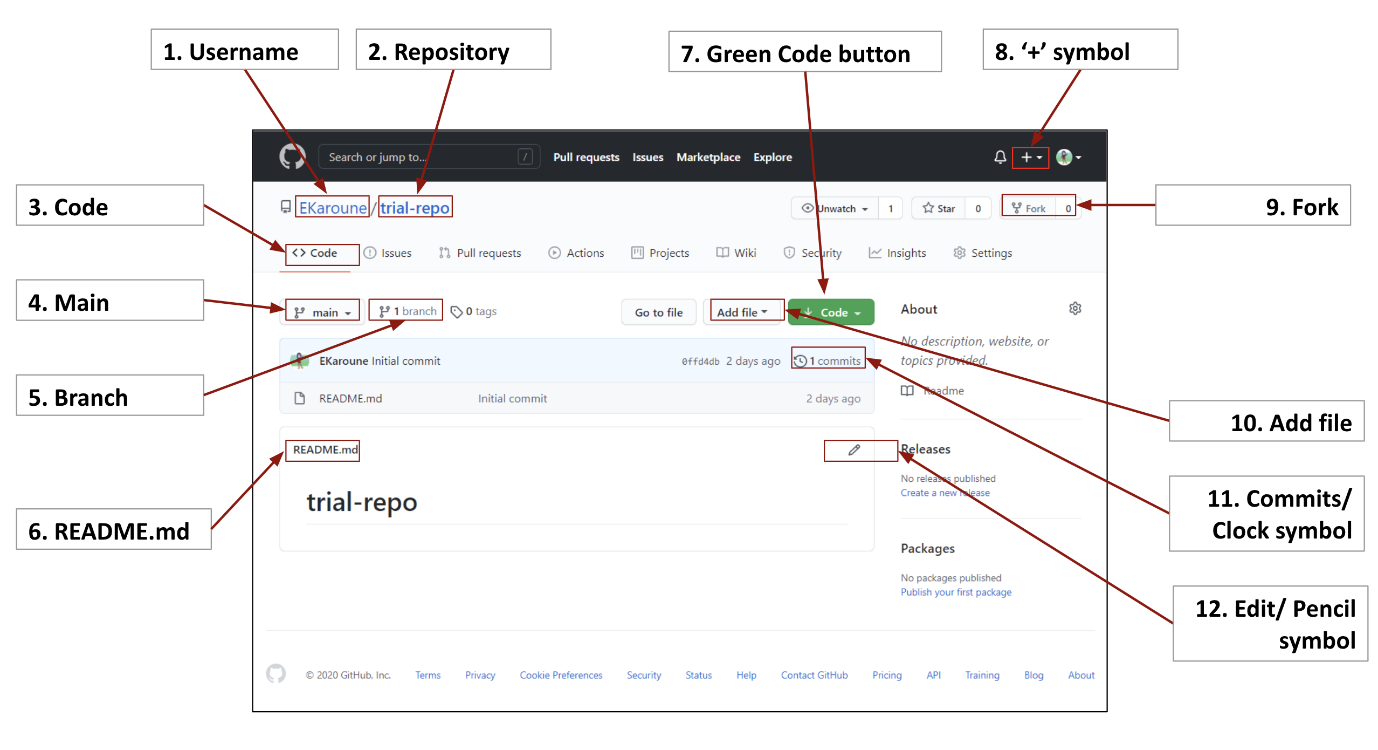 1. Username
2. Repository
7. Green Code button
8. ‘+’ symbol
Search or jump to... /
Pull requests Issues Marketplace Explore
3. Code
9. Fork
EKaroune / trial-repo
Unwatch 1 Star 0 Fork 0
<> Code Issues Pull requests Actions Projects Wiki Security Insights Settings
4. Main
main 1 branch 0 tags Go to file Add file Code
About
No description, website, or
topics provided.
Readme
EKaroune Initial commit 0ffd4db 2 days ago 1 commits
5. Branch
README.md Initial commit 2 days ago
10. Add file
README.md
Releases
No releases published
Create a new release
trial-repo
11. Commits/
Clock symbol
6. README.md
Packages
No packages published
Publish your first package
12. Edit/ Pencil
symbol
© 2020 GitHub, Inc. Terms Privacy Cookie Preferences Security Status Help Contact GitHub Pricing API Training Blog About